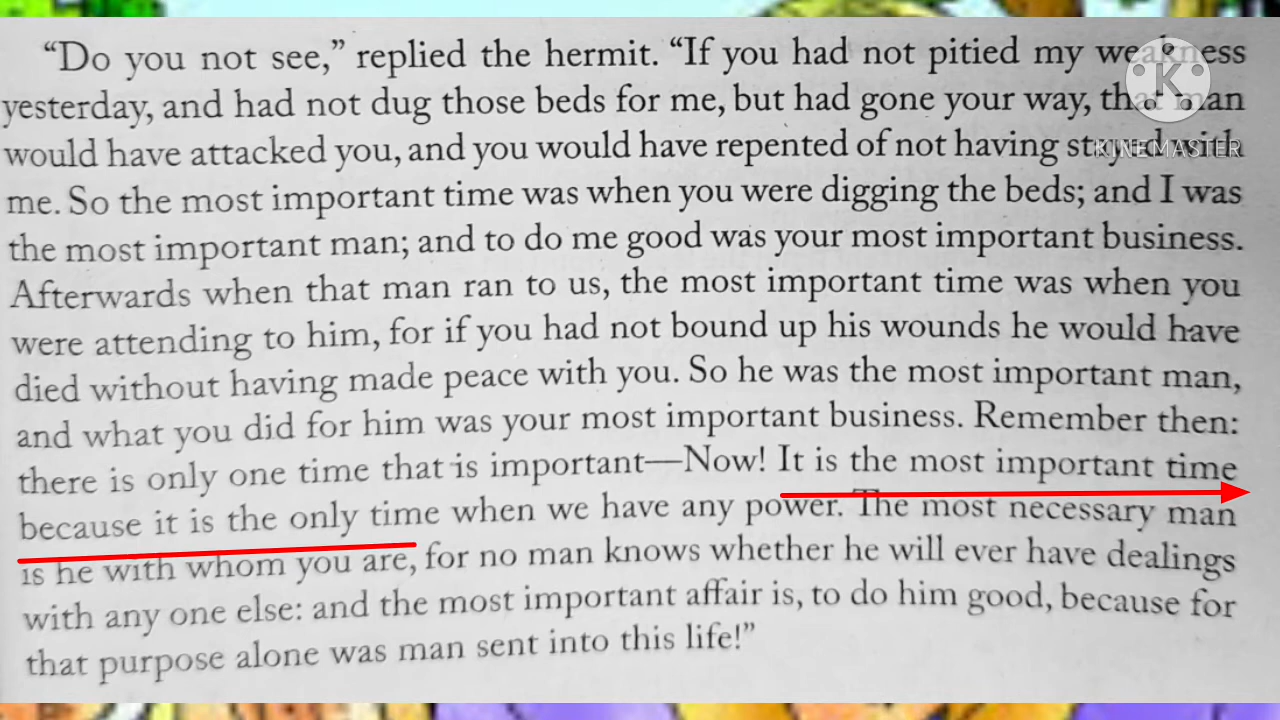 “Do you not see,” replied the hermit. “If you had not pitied my weakness
yesterday, and had not dug those beds for me, but had gone your way, that man
would have attacked you, and you would have repented of not having stayed with
me. So the most important time was when you were digging the beds; and I was
the most important man; and to do me good was your most important business.
Afterwards when that man ran to us, the most important time was when you
were attending to him, for if you had not bound up his wounds he would have
died without having made peace with you. So he was the most important man,
and what you did for him was your most important business. Remember then:
there is only one time that is important—Now! It is the most important time
because it is the only time when we have any power. The most necessary man
is he with whom you are, for no man knows whether he will ever have dealings
with any one else: and the most important affair is, to do him good, because for
that purpose alone was man sent into this life!”
K
KINEMASTER